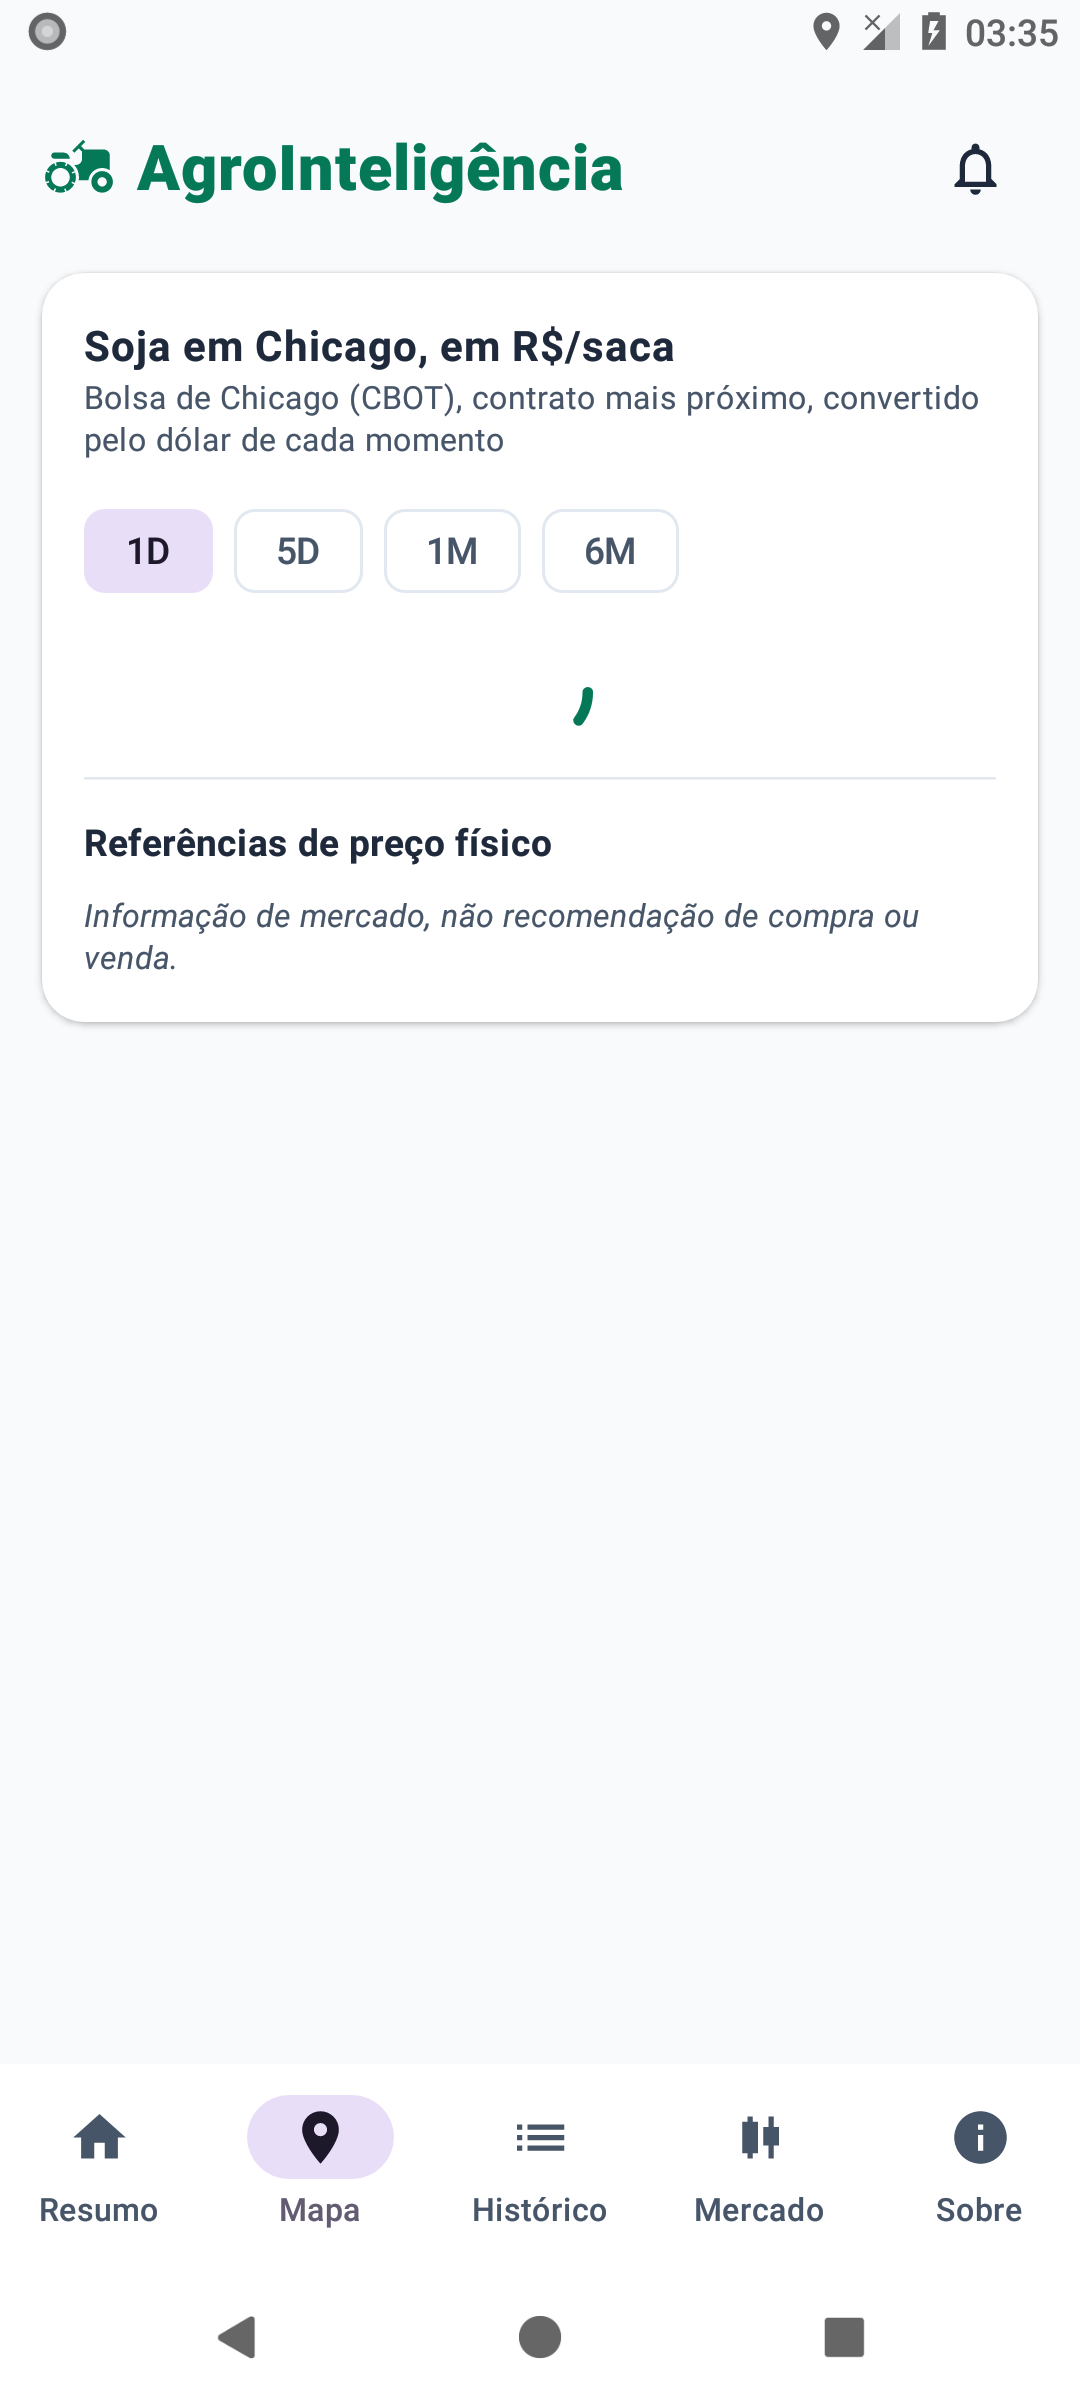 03:35
AgroInteligência
Soja em Chicago, em R$/saca
Bolsa de Chicago (CBOT), contrato mais próximo, convertido
pelo dólar de cada momento
1D 5D 1M 6M
Referências de preço físico
Informação de mercado, não recomendação de compra ou
venda.
Resumo Mapa Histórico Mercado Sobre